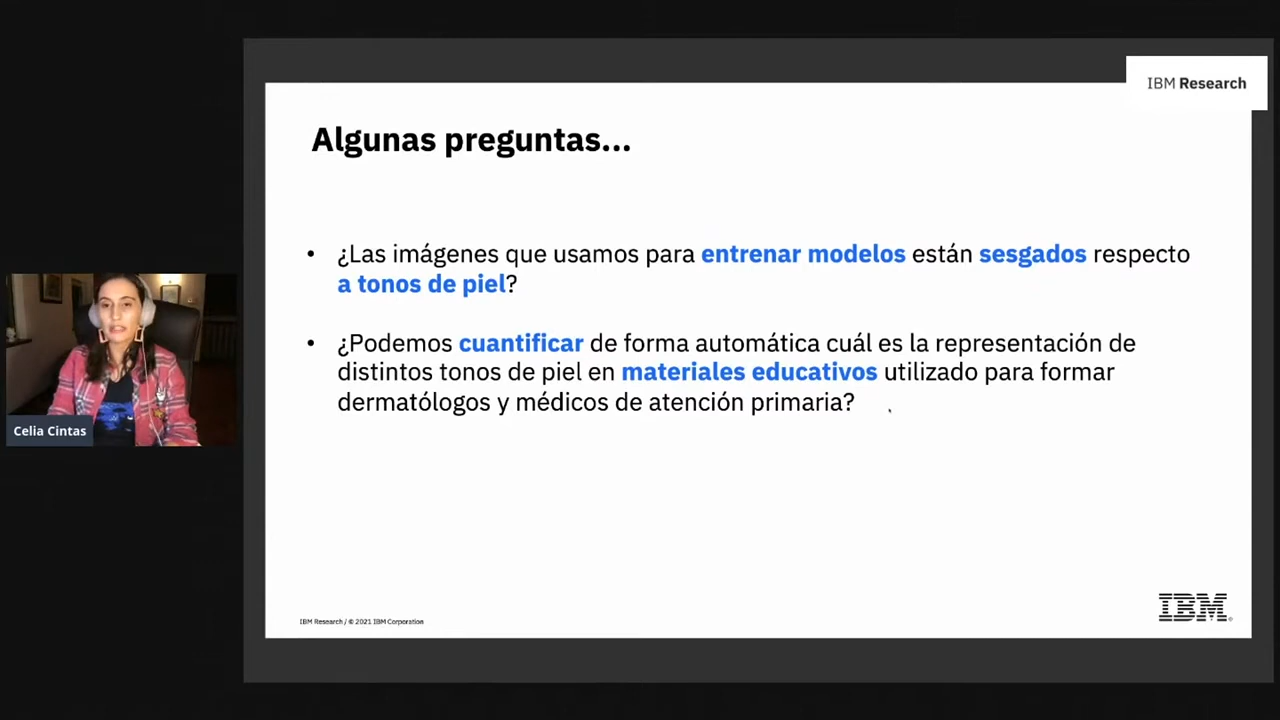 IBM Research
Algunas preguntas...
• ¿Las imágenes que usamos para entrenar modelos están sesgados respecto
a tonos de piel?
• ¿Podemos cuantificar de forma automática cuál es la representación de
distintos tonos de piel en materiales educativos utilizado para formar
dermatólogos y médicos de atención primaria?
Celia Cintas
IBM Research / © 2021 IBM Corporation
IBM®